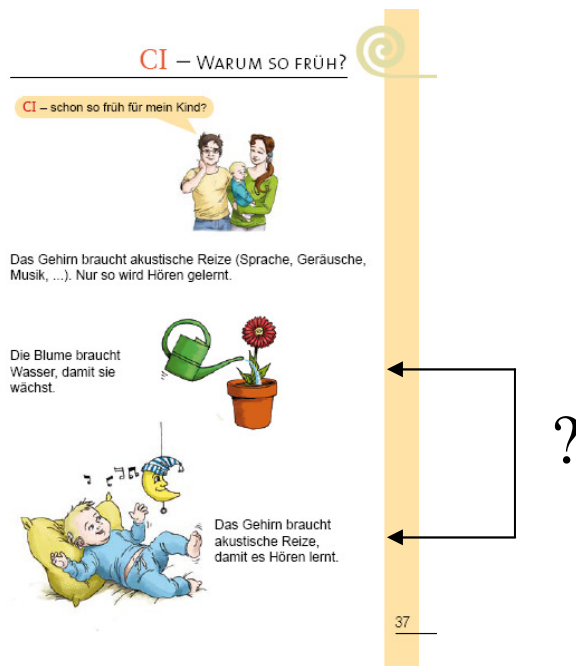 CI – WARUM SO FRÜH?
CI – schon so früh für mein Kind?
Das Gehirn braucht akustische Reize (Sprache, Geräusche,
Musik, ...). Nur so wird Hören gelernt.
Die Blume braucht
Wasser, damit sie
wächst.
?
Das Gehirn braucht
akustische Reize,
damit es Hören lernt.
37